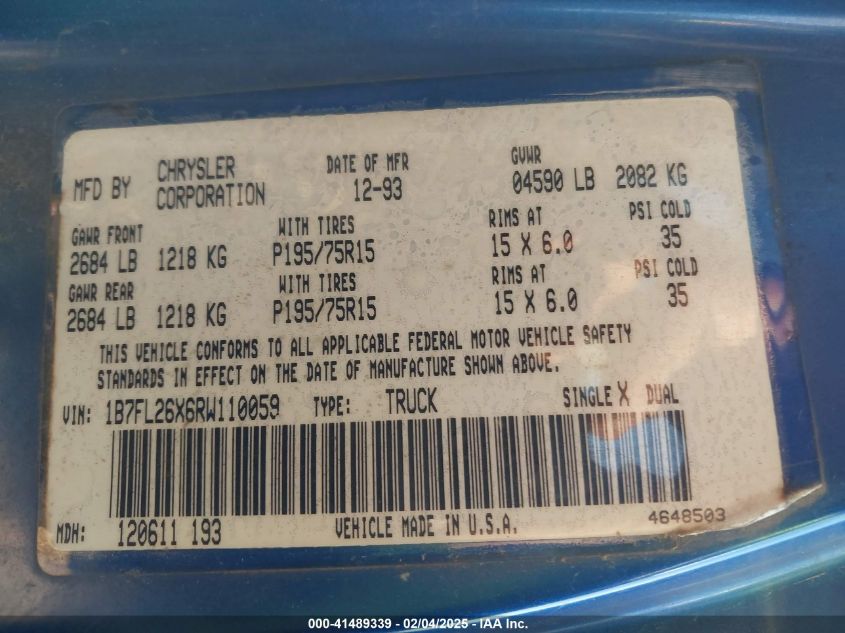 MFD BY CHRYSLER CORPORATION DATE OF MFR 12-93 GVWR 04590 LB 2082 KG
GAWR FRONT WITH TIRES RIMS AT PSI COLD
2684 LB 1218 KG P195/75R15 15 X 6.0 35
GAWR REAR WITH TIRES RIMS AT PSI COLD
2684 LB 1218 KG P195/75R15 15 X 6.0 35
THIS VEHICLE CONFORMS TO ALL APPLICABLE FEDERAL MOTOR VEHICLE SAFETY
STANDARDS IN EFFECT ON THE DATE OF MANUFACTURE SHOWN ABOVE.
VIN: 1B7FL26X6RW110059 TYPE: TRUCK SINGLE X DUAL
MDH: 120611 193 VEHICLE MADE IN U.S.A. 4648503
000-41489339 - 02/04/2025 - IAA Inc.